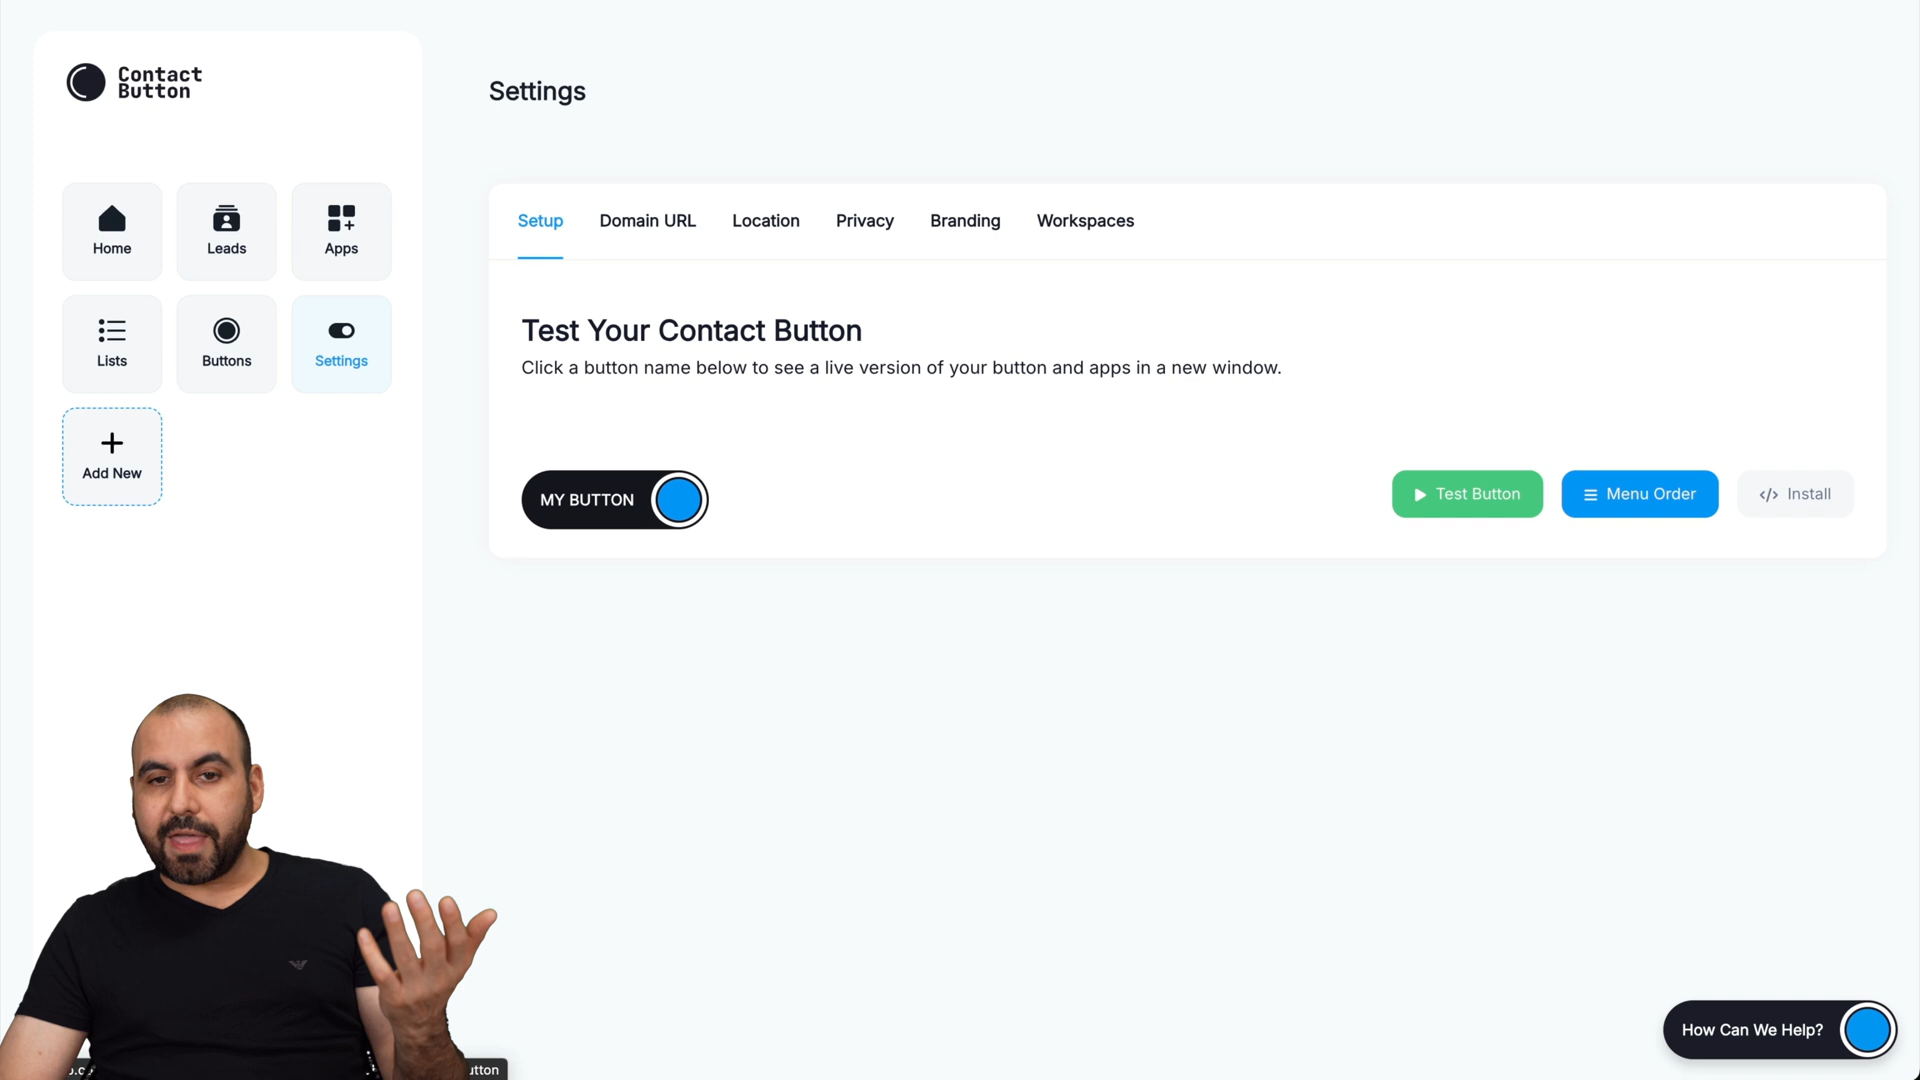 Contact
Button
Settings
Home
Leads
Apps
Lists
Buttons
Settings
Add New
Setup
Domain URL
Location
Privacy
Branding
Workspaces
Test Your Contact Button
Click a button name below to see a live version of your button and apps in a new window.
MY BUTTON
Test Button
Menu Order
</> Install
How Can We Help?